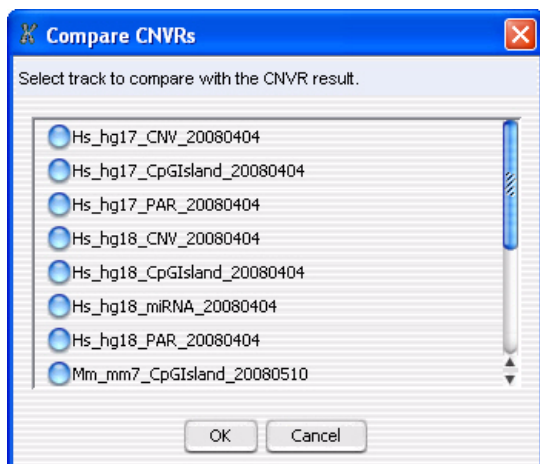 Compare CNVRs
Select track to compare with the CNVR result.
Hs_hg17_CNV_20080404
Hs_hg17_CpGIsland_20080404
Hs_hg17_PAR_20080404
Hs_hg18_CNV_20080404
Hs_hg18_CpGIsland_20080404
Hs_hg18_miRNA_20080404
Hs_hg18_PAR_20080404
Mm_mm7_CpGIsland_20080510
OK Cancel